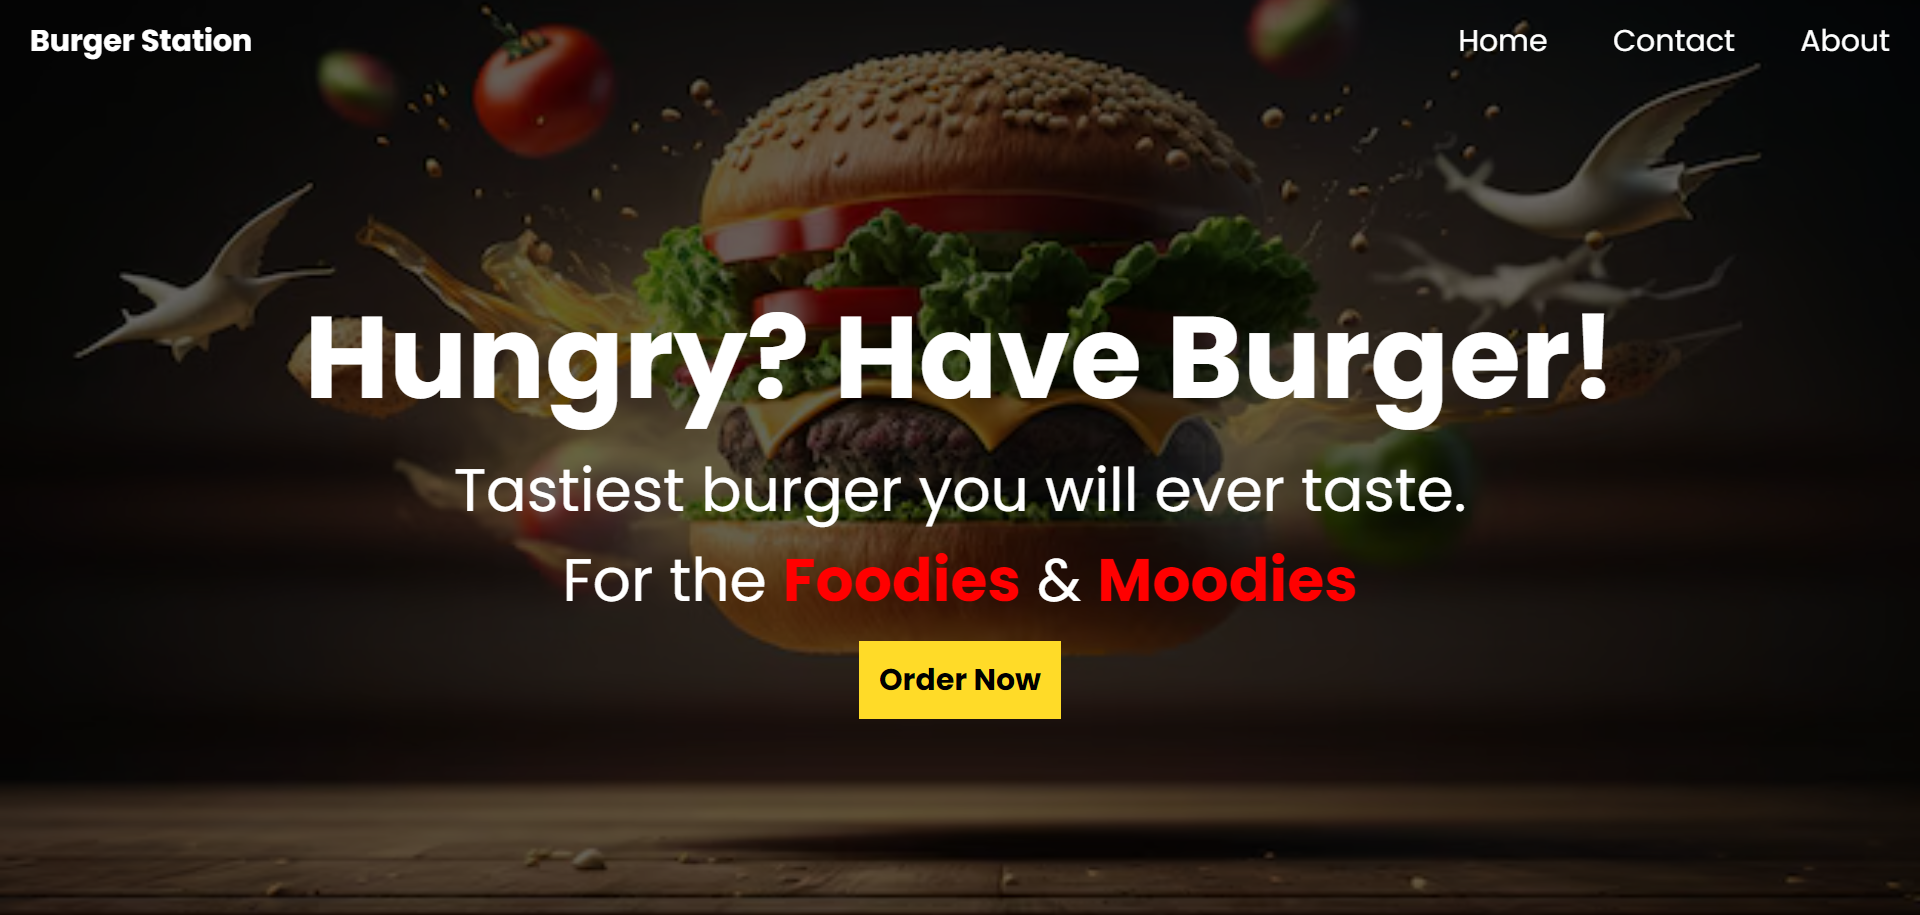 Burger Station
Home
Contact
About
Hungry? Have Burger!
Tastiest burger you will ever taste.
For the Foodies & Moodies
Order Now